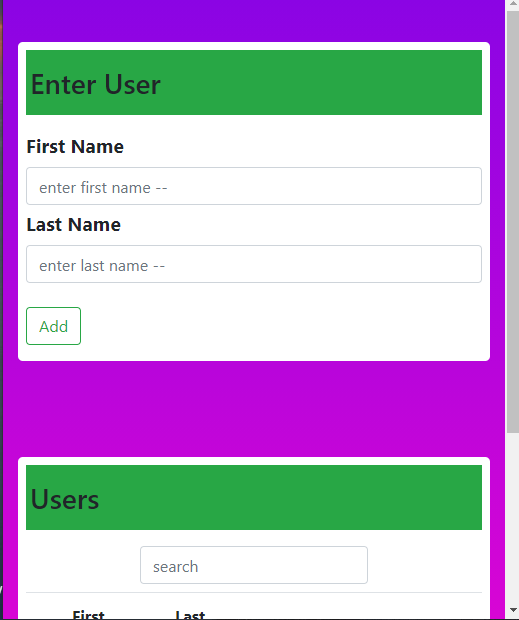 Enter User
First Name
enter first name --
Last Name
enter last name --
Add
Users
search
First Last